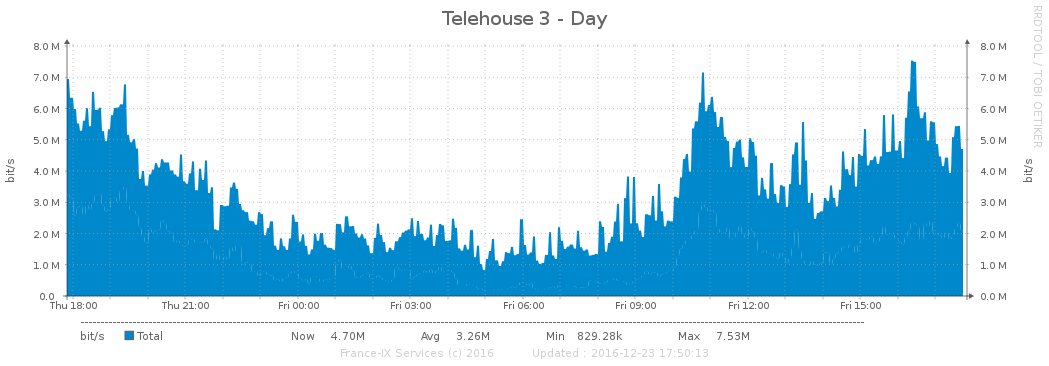 Telehouse 3 - Day
RRDTOOL / TOBI OETIKER
8.0 M 8.0 M
7.0 M 7.0 M
6.0 M 6.0 M
5.0 M 5.0 M
4.0 M 4.0 M
3.0 M 3.0 M
2.0 M 2.0 M
1.0 M 1.0 M
0.0 0.0 M
bit/s
bit/s
Thu 18:00 Thu 21:00 Fri 00:00 Fri 03:00 Fri 06:00 Fri 09:00 Fri 12:00 Fri 15:00
bit/s Total Now 4.70M Avg 3.26M Min 829.28k Max 7.53M
France-IX Services (c) 2016 Updated : 2016-12-23 17:50:13